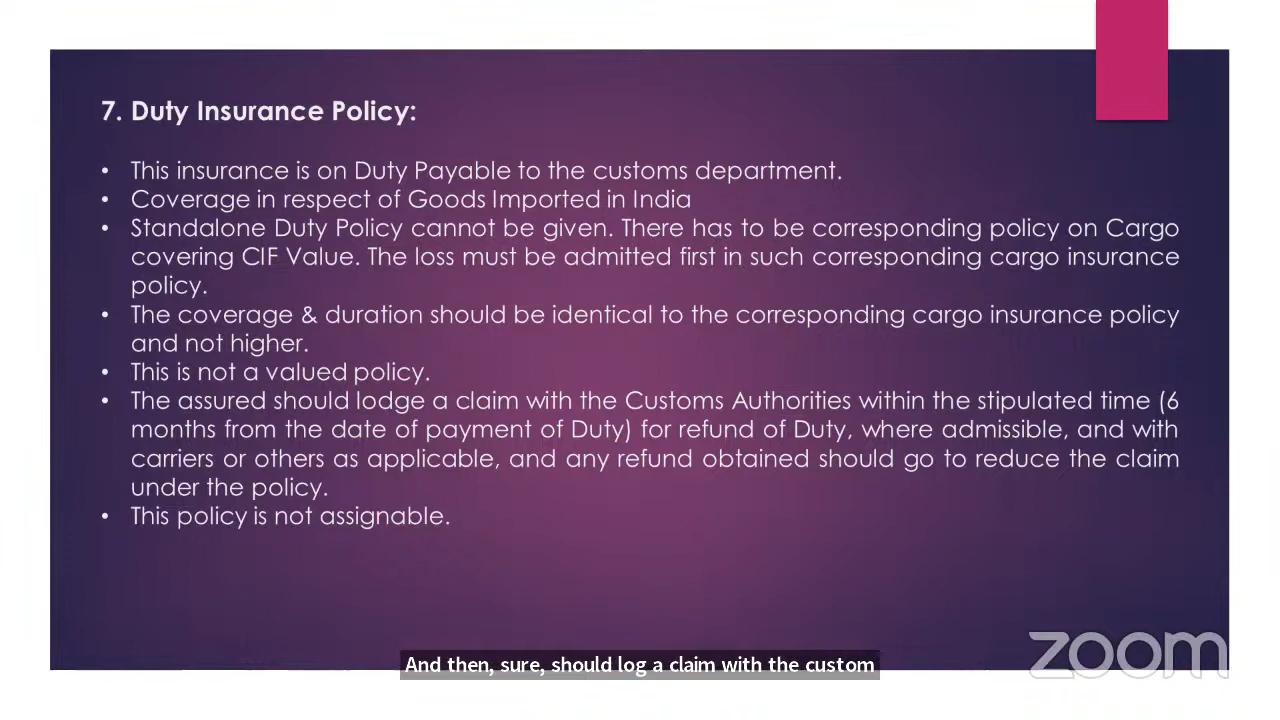 7. Duty Insurance Policy:
• This insurance is on Duty Payable to the customs department.
• Coverage in respect of Goods Imported in India
• Standalone Duty Policy cannot be given. There has to be corresponding policy on Cargo
covering CIF Value. The loss must be admitted first in such corresponding cargo insurance
policy.
• The coverage & duration should be identical to the corresponding cargo insurance policy
and not higher.
• This is not a valued policy.
• The assured should lodge a claim with the Customs Authorities within the stipulated time (6
months from the date of payment of Duty) for refund of Duty, where admissible, and with
carriers or others as applicable, and any refund obtained should go to reduce the claim
under the policy.
• This policy is not assignable.
zoom
And then, sure, should log a claim with the custom